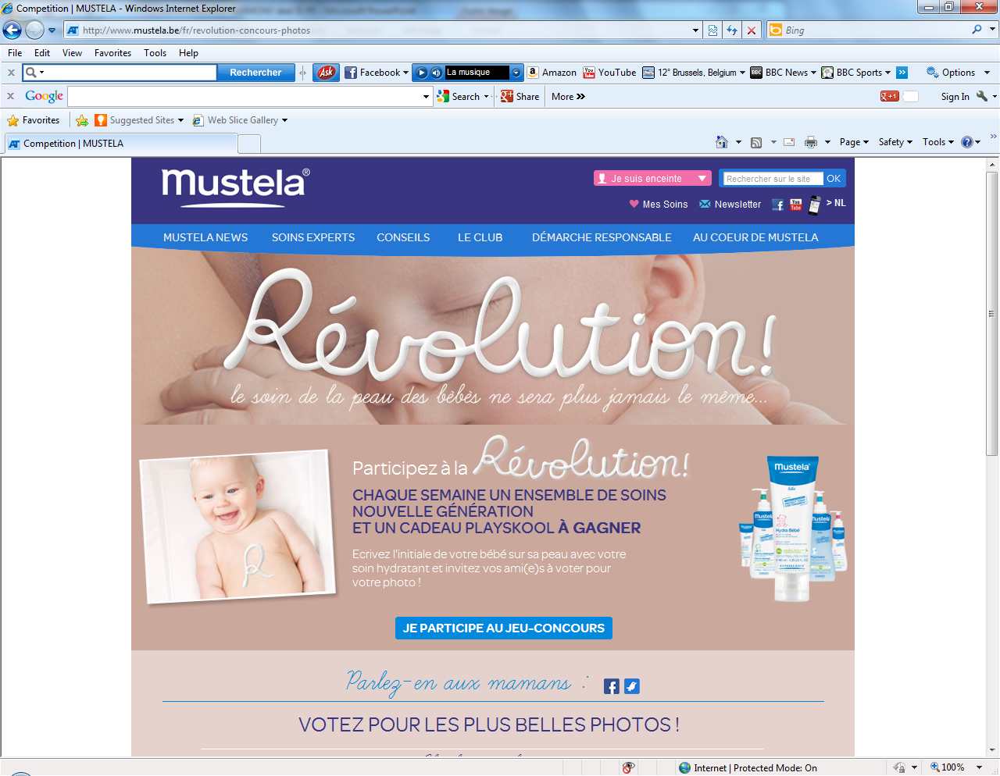 Competition | MUSTELA - Windows Internet Explorer
http://www.mustela.be/fr/revolution-concours-photos
Bing
File Edit View Favorites Tools Help
x Rechercher Ask Facebook La musique Amazon YouTube 12° Brussels, Belgium BBC News BBC Sports Options
x Google Search Share More Sign In
Favorites Suggested Sites Web Slice Gallery
Competition | MUSTELA
Page Safety Tools
mustela®
Je suis enceinte
Rechercher sur le site OK
Mes Soins Newsletter > NL
MUSTELA NEWS SOINS EXPERTS CONSEILS LE CLUB DÉMARCHE RESPONSABLE AU COEUR DE MUSTELA
Révolution!
le soin de la peau des bébés ne sera plus jamais le même...
Participez à la Révolution!
CHAQUE SEMAINE UN ENSEMBLE DE SOINS
NOUVELLE GÉNÉRATION
ET UN CADEAU PLAYSKOOL À GAGNER
Ecrivez l'initiale de votre bébé sur sa peau avec votre
soin hydratant et invitez vos ami(e)s à voter pour
votre photo !
R
mustela
bébé
Hydra Bébé
JE PARTICIPE AU JEU-CONCOURS
Parlez-en aux mamans :
VOTEZ POUR LES PLUS BELLES PHOTOS !
Internet | Protected Mode: On
100%